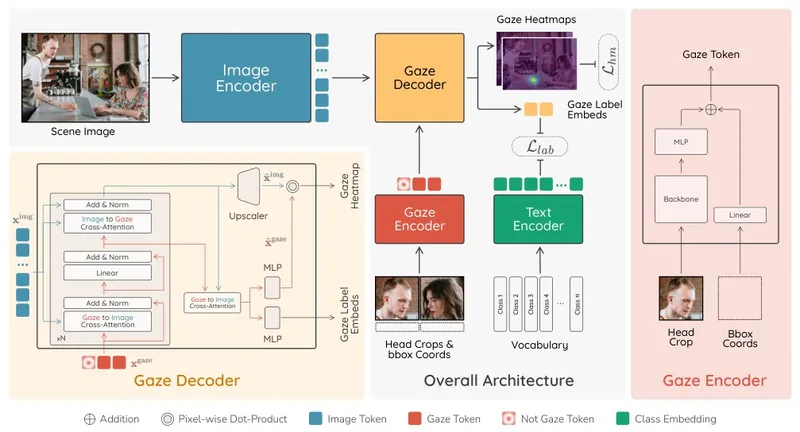 Scene Image
Image
Encoder
...
Gaze
Decoder
Gaze Heatmaps
ℒhm
Gaze Label
Embeds
ℒlab
Gaze
Encoder
Text
Encoder
...
Head Crops &
bbox Coords
Class 1
Class 2
Class 3
Class 4
...
Class n
Vocabulary
Overall Architecture
x^img
...
Add & Norm
Image to Gaze
Cross-Attention
Add & Norm
Linear
Add & Norm
Gaze to Image
Cross-Attention
xN
x^gaze
Gaze to Image
Cross-Attention
Upscaler
x̂^img
x̂^gaze
MLP
MLP
Gaze
Heatmap
Gaze Label
Embeds
Gaze Decoder
Gaze Token
MLP
Backbone
Linear
Head
Crop
Bbox
Coords
Gaze Encoder
Addition
Pixel-wise Dot-Product
Image Token
Gaze Token
Not Gaze Token
Class Embedding